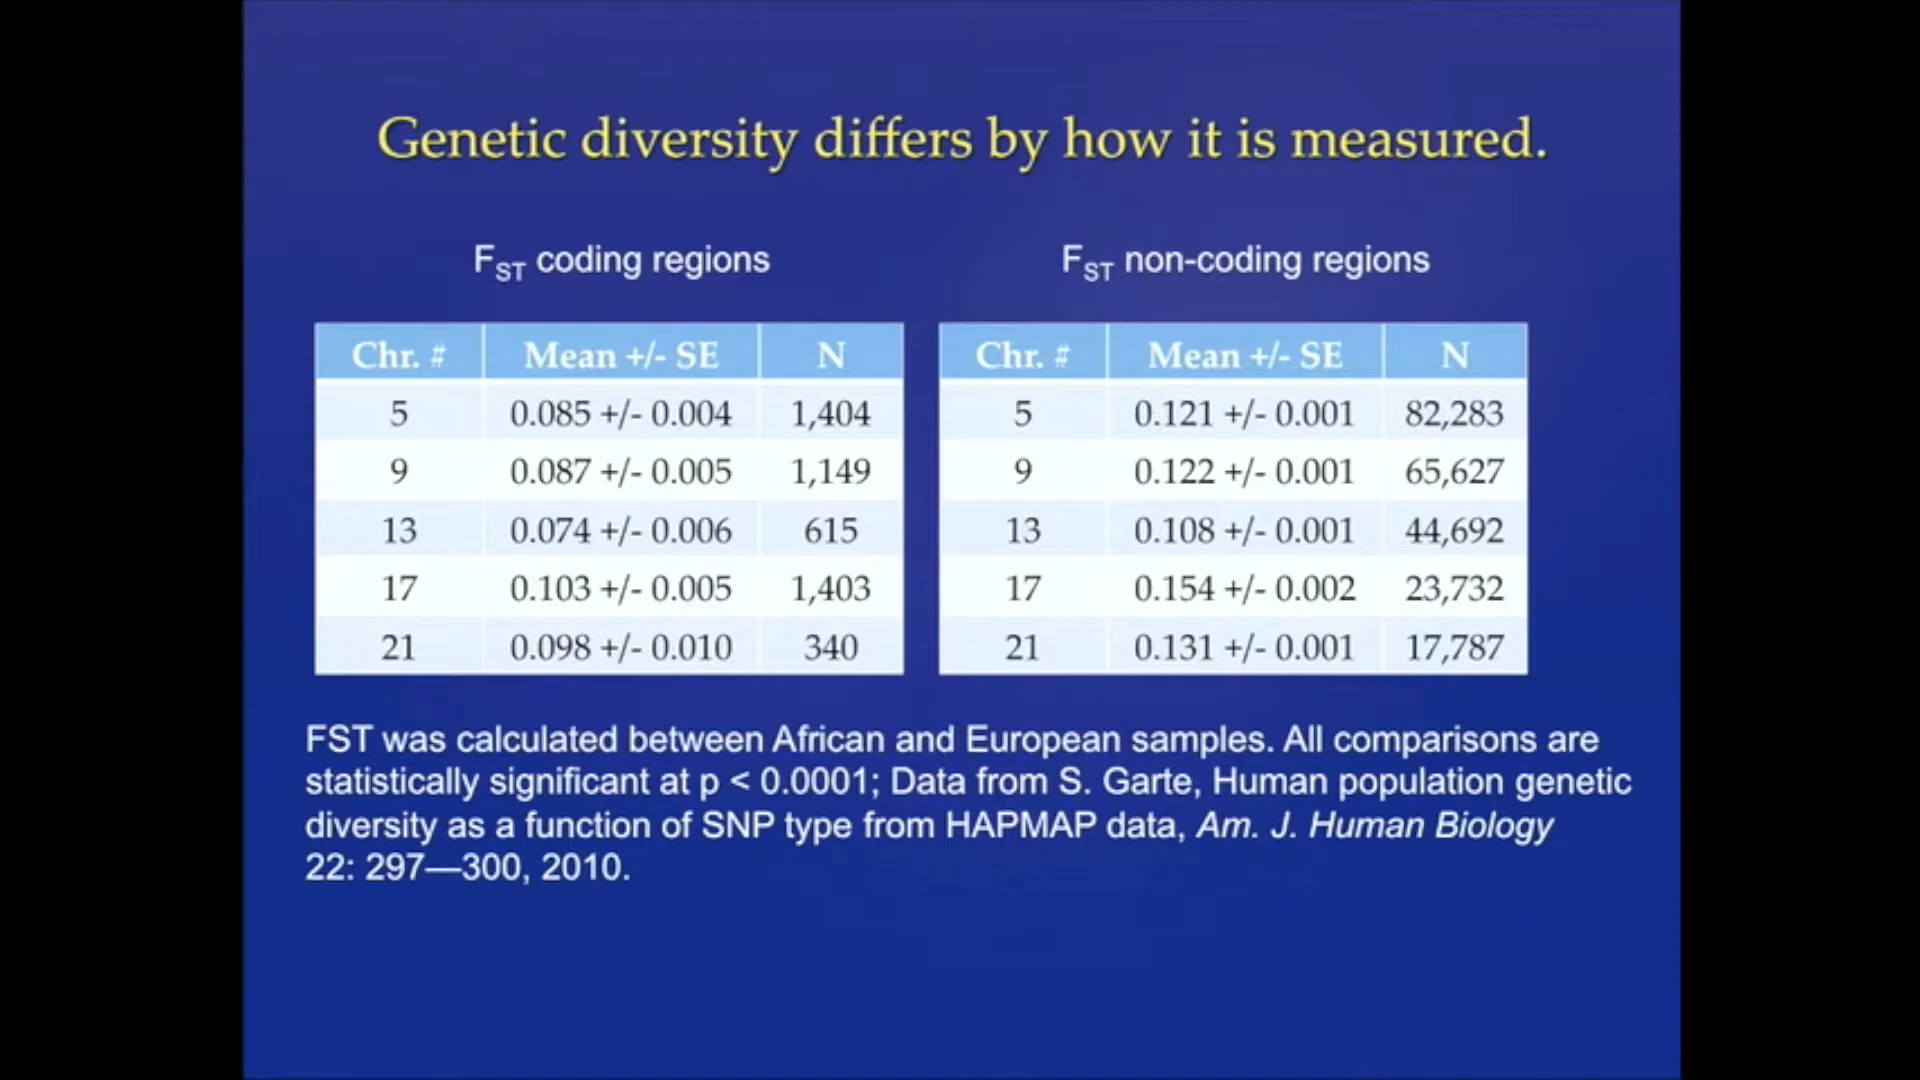 Genetic diversity differs by how it is measured.
FST coding regions
Chr. # Mean +/- SE N
5 0.085 +/- 0.004 1,404
9 0.087 +/- 0.005 1,149
13 0.074 +/- 0.006 615
17 0.103 +/- 0.005 1,403
21 0.098 +/- 0.010 340
FST non-coding regions
Chr. # Mean +/- SE N
5 0.121 +/- 0.001 82,283
9 0.122 +/- 0.001 65,627
13 0.108 +/- 0.001 44,692
17 0.154 +/- 0.002 23,732
21 0.131 +/- 0.001 17,787
FST was calculated between African and European samples. All comparisons are
statistically significant at p < 0.0001; Data from S. Garte, Human population genetic
diversity as a function of SNP type from HAPMAP data, Am. J. Human Biology
22: 297—300, 2010.